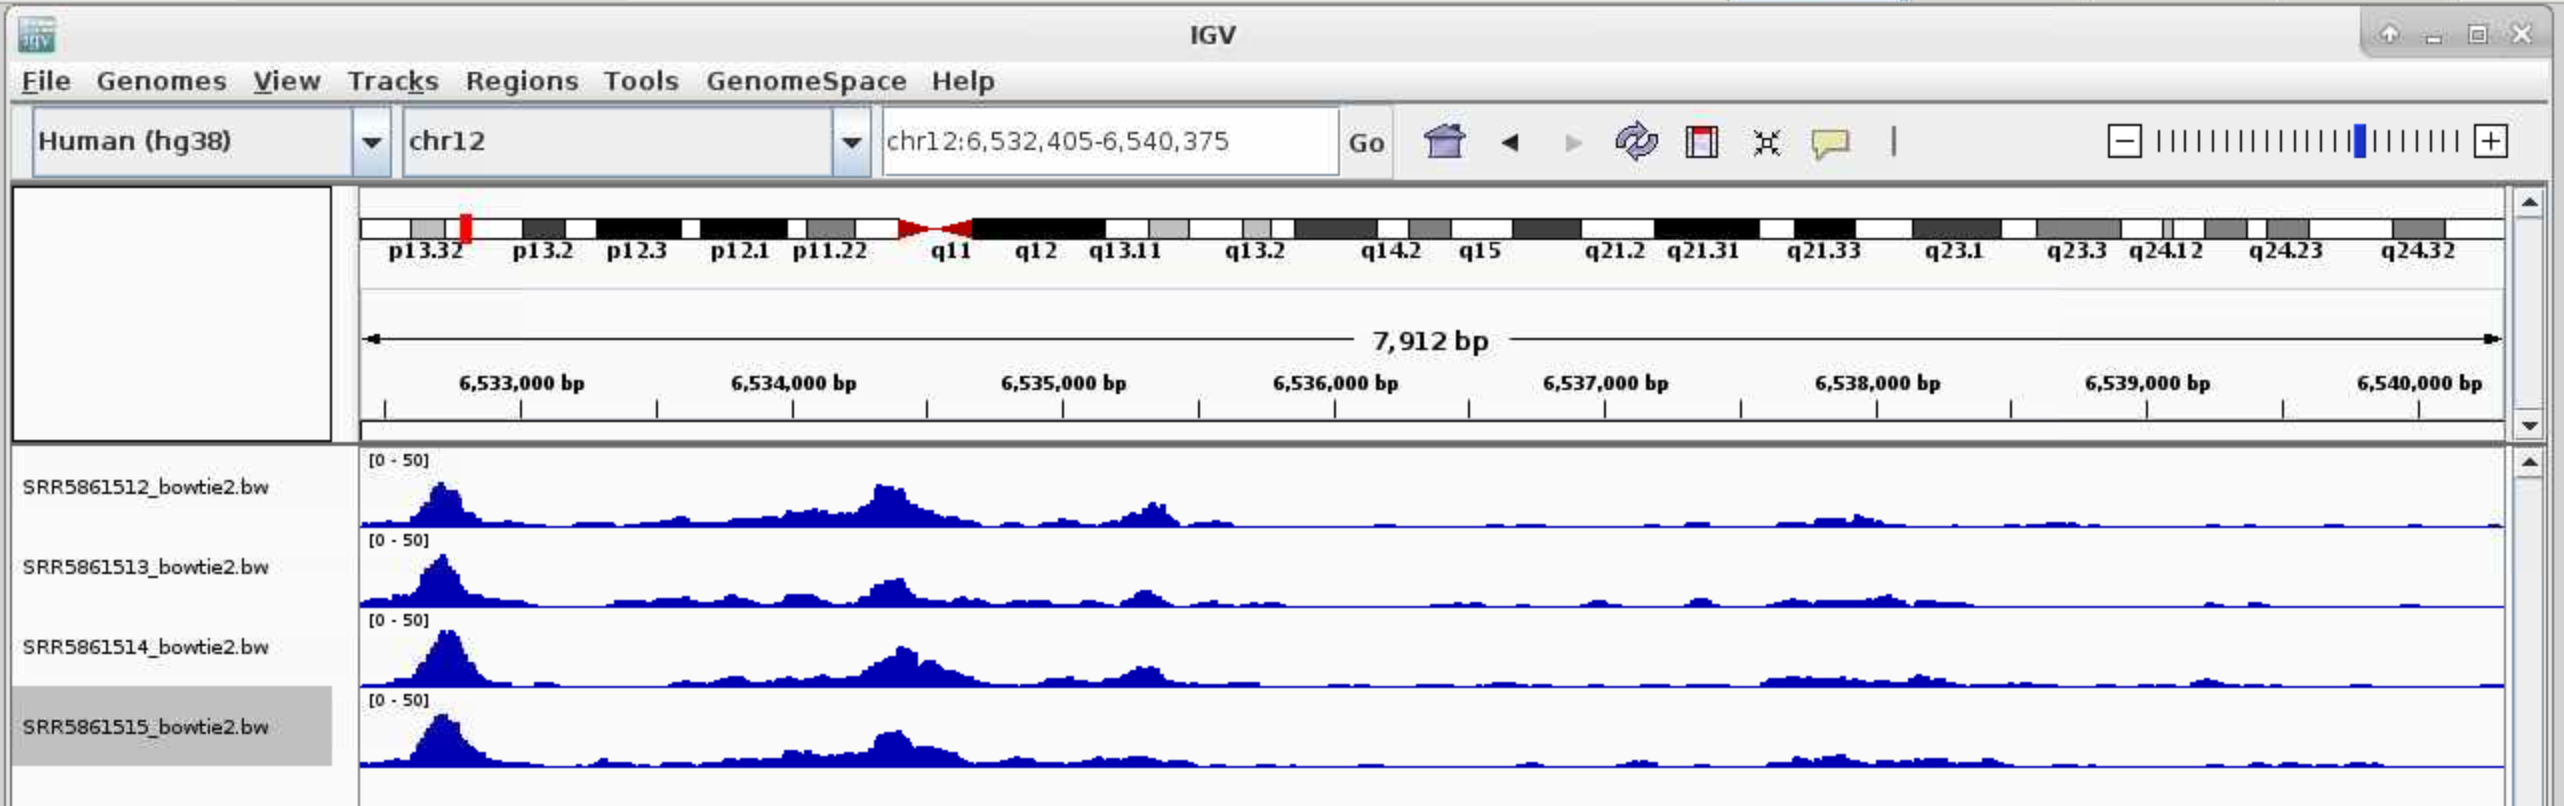 IGV
File Genomes View Tracks Regions Tools GenomeSpace Help
Human (hg38) chr12 chr12:6,532,405-6,540,375 Go
p13.32 p13.2 p12.3 p12.1 p11.22 q11 q12 q13.11 q13.2 q14.2 q15 q21.2 q21.31 q21.33 q23.1 q23.3 q24.12 q24.23 q24.32
7,912 bp
6,533,000 bp 6,534,000 bp 6,535,000 bp 6,536,000 bp 6,537,000 bp 6,538,000 bp 6,539,000 bp 6,540,000 bp
[0 - 50]
SRR5861512_bowtie2.bw
[0 - 50]
SRR5861513_bowtie2.bw
[0 - 50]
SRR5861514_bowtie2.bw
[0 - 50]
SRR5861515_bowtie2.bw